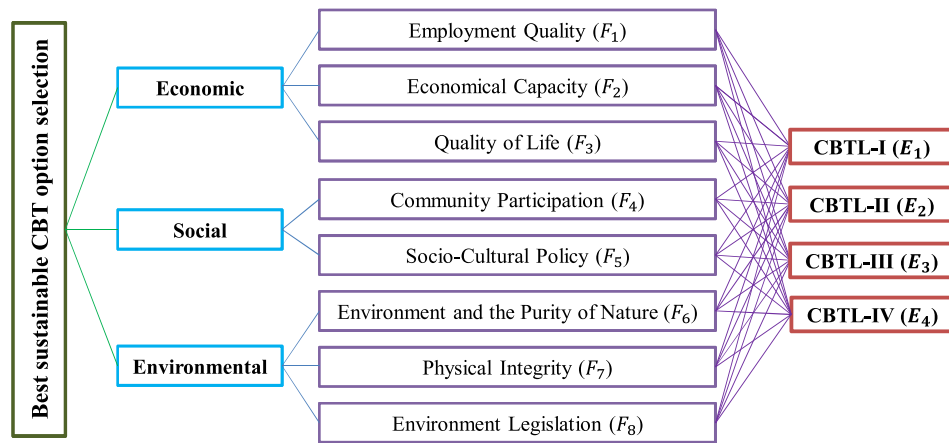 Best sustainable CBT option selection
Economic
Social
Environmental
Employment Quality (F₁)
Economical Capacity (F₂)
Quality of Life (F₃)
Community Participation (F₄)
Socio-Cultural Policy (F₅)
Environment and the Purity of Nature (F₆)
Physical Integrity (F₇)
Environment Legislation (F₈)
CBTL-I (E₁)
CBTL-II (E₂)
CBTL-III (E₃)
CBTL-IV (E₄)